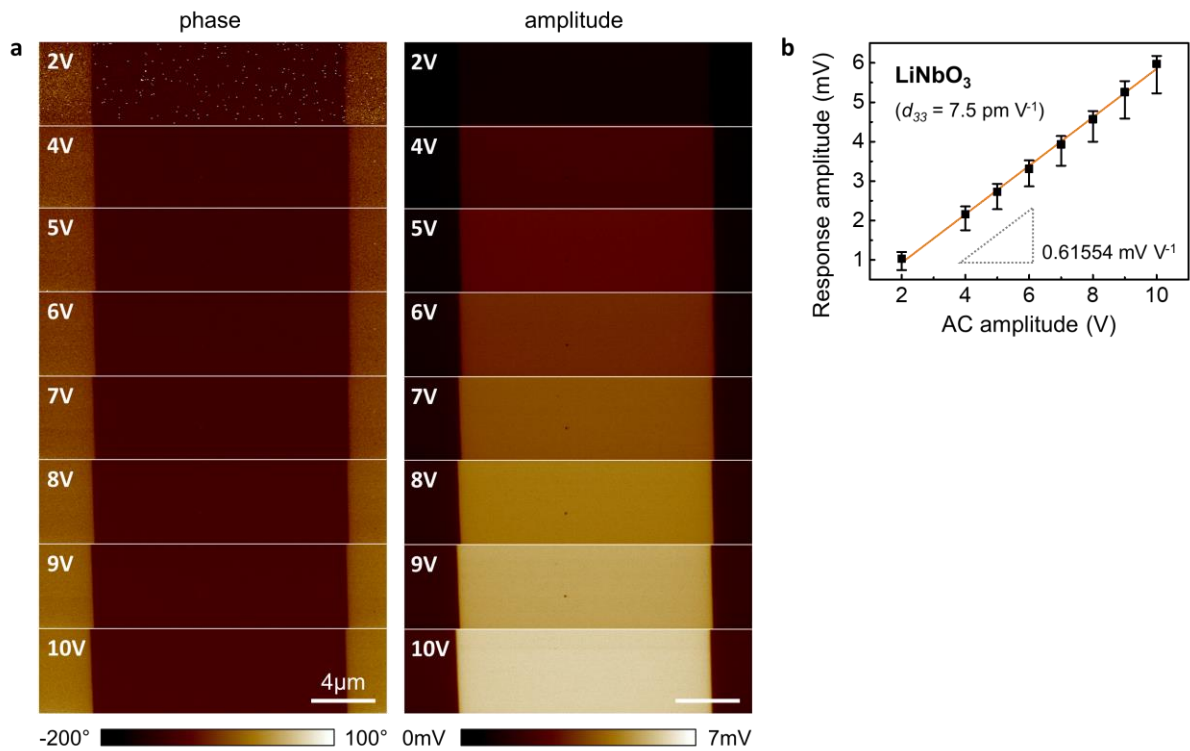 phase
amplitude
a
2V
2V
4V
4V
5V
5V
6V
6V
7V
7V
8V
8V
9V
9V
10V
10V
4µm
-200°
100°
0mV
7mV
b
Response amplitude (mV)
6
5
4
3
2
1
LiNbO₃
(d₃₃ = 7.5 pm V⁻¹)
0.61554 mV V⁻¹
2
4
6
8
10
AC amplitude (V)